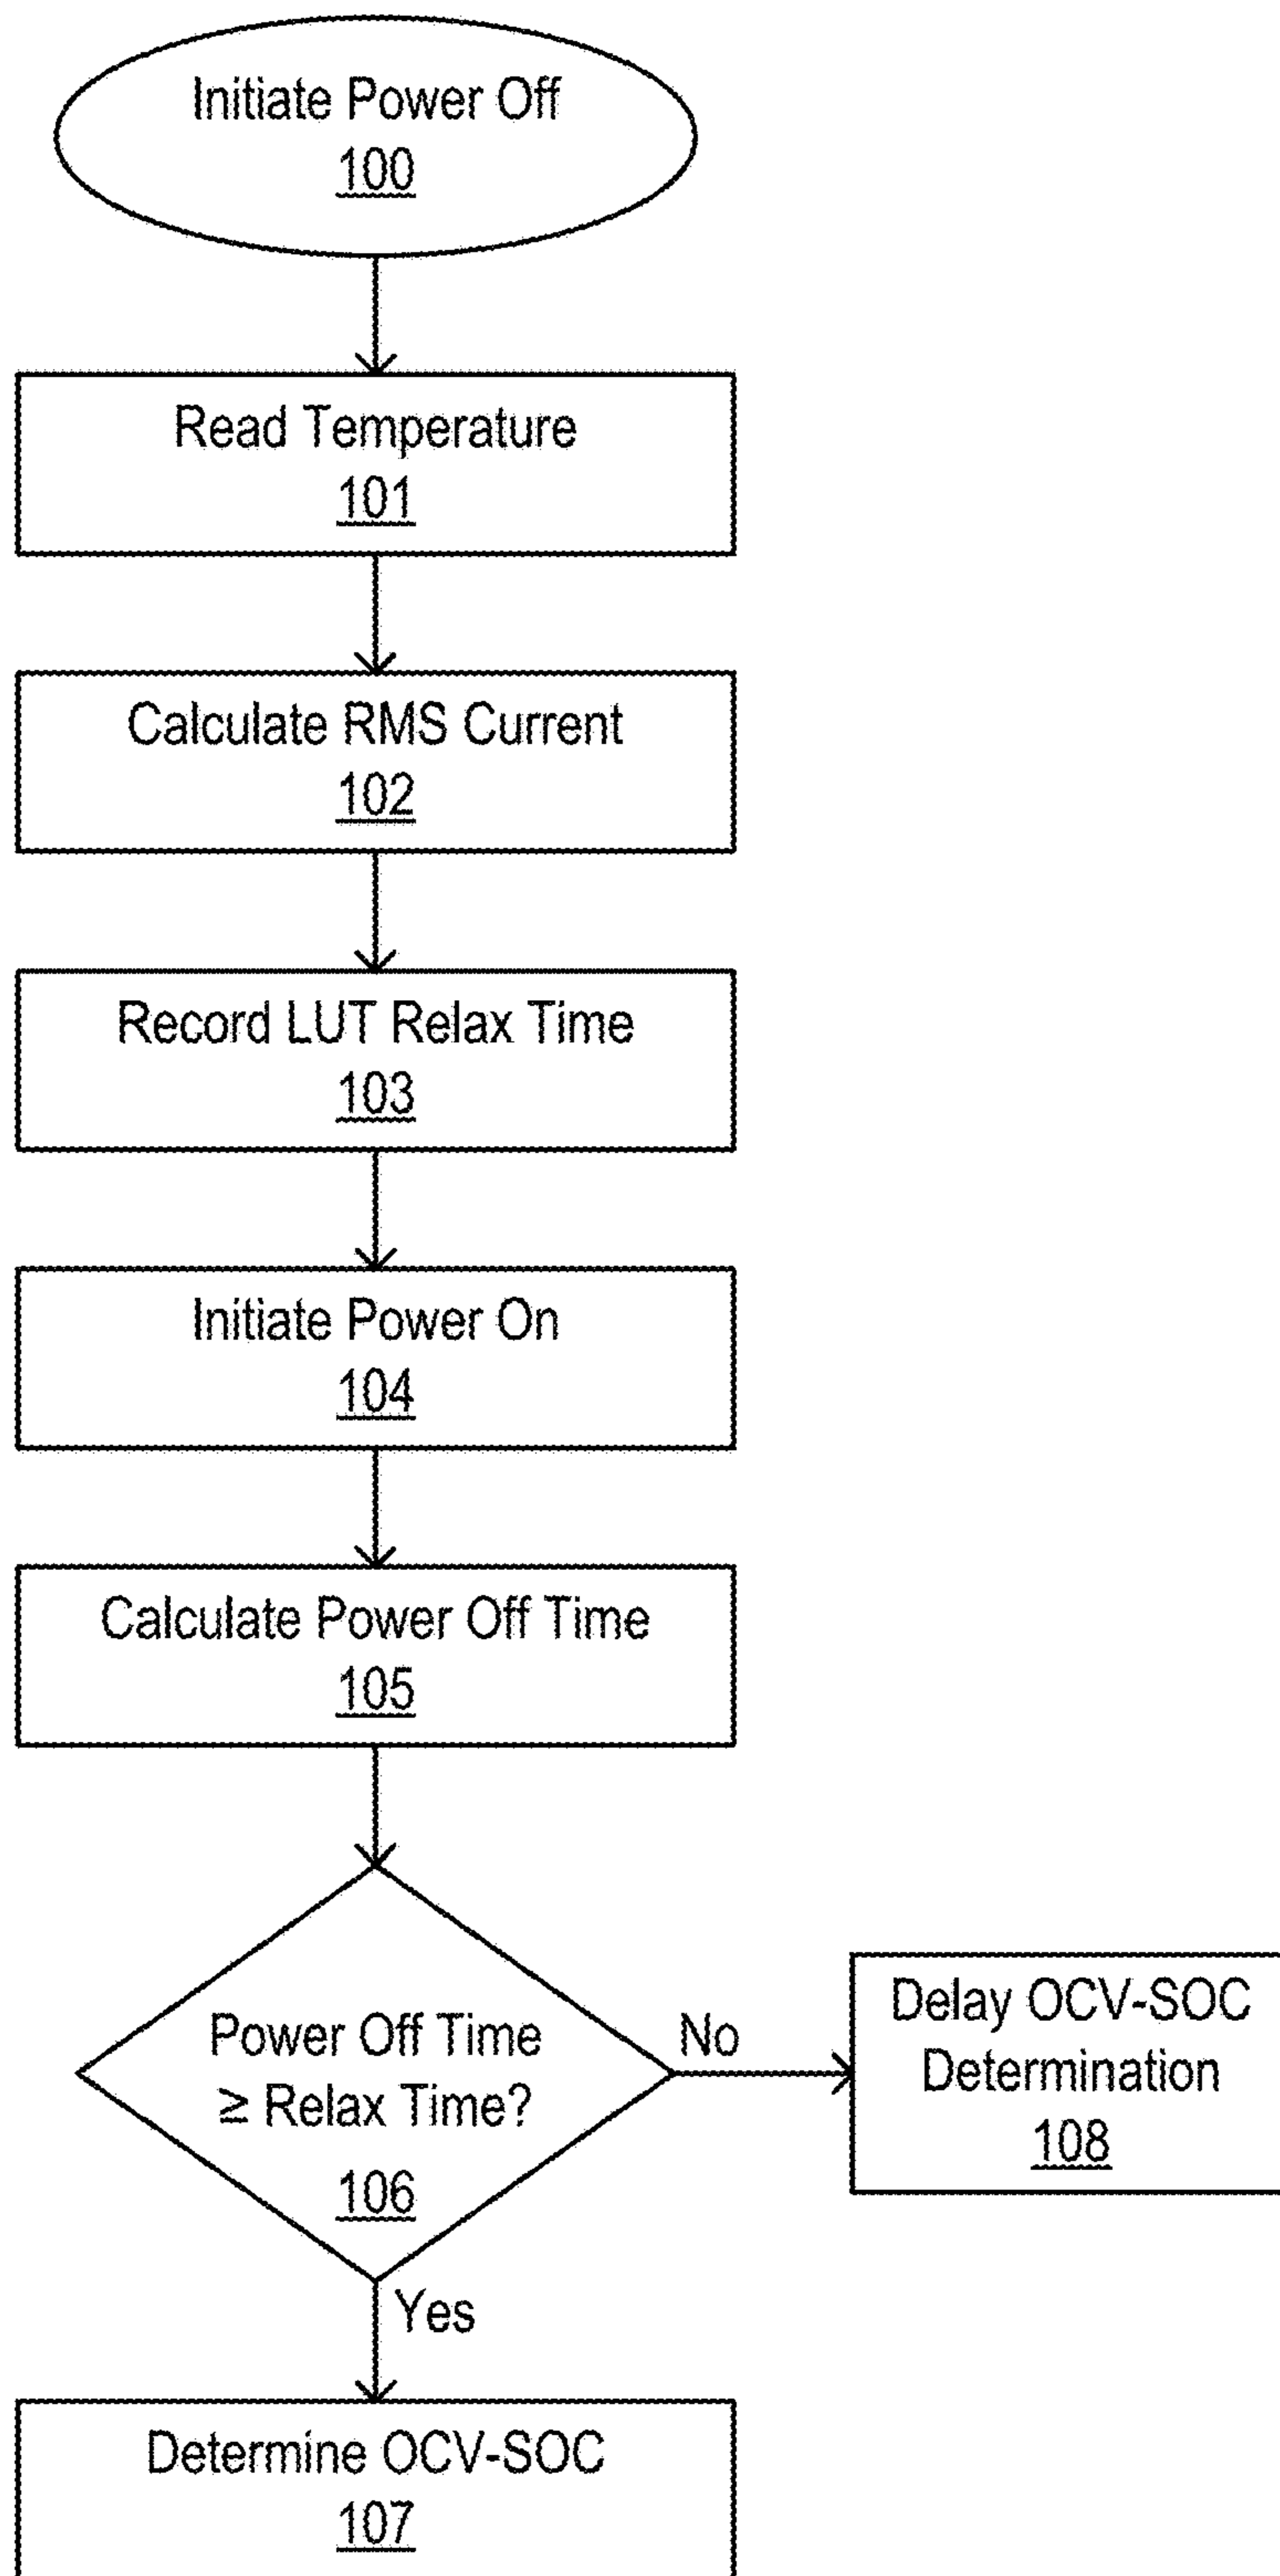 Initiate Power Off
100
Read Temperature
101
Calculate RMS Current
102
Record LUT Relax Time
103
Initiate Power On
104
Calculate Power Off Time
105
Power Off Time
≥ Relax Time?
106
No
Delay OCV-SOC
Determination
108
Yes
Determine OCV-SOC
107